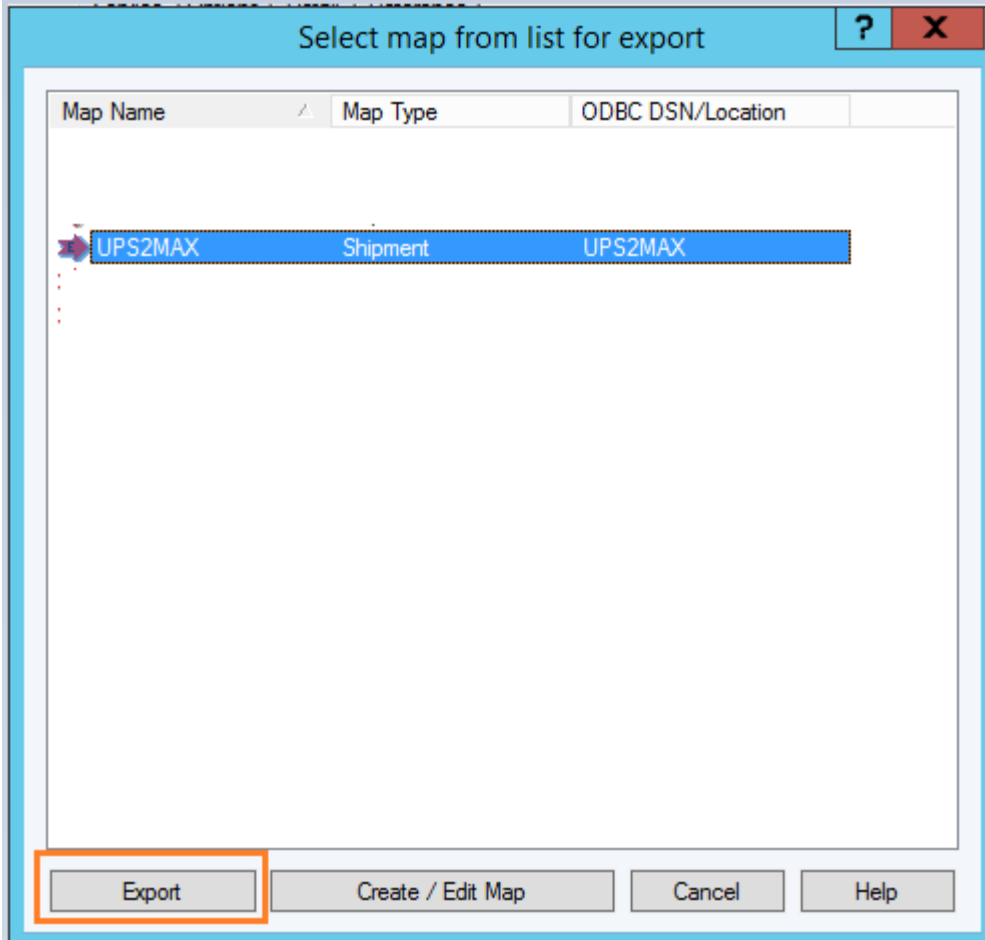 Select map from list for export ? X
Map Name Map Type ODBC DSN/Location
E UPS2MAX Shipment UPS2MAX
Export Create / Edit Map Cancel Help